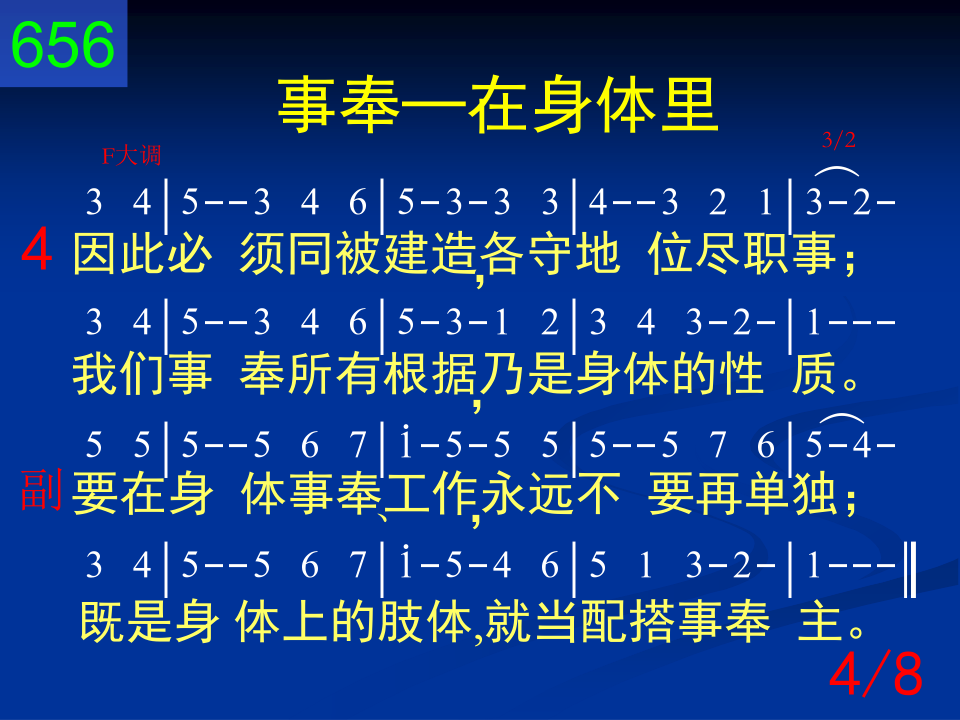 656
事奉—在身体里
F大调
3/2
3 4|5--3 4 6|5-3-3 3|4--3 2 1|3-2-
4 因此必 须同被建造,各守地 位尽职事；
3 4|5--3 4 6|5-3-1 2|3 4 3-2-|1---
我们事 奉所有根据,乃是身体的性 质。
5 5|5--5 6 7|i-5-5 5|5--5 7 6|5-4-
副 要在身 体事奉、工作,永远不 要再单独；
3 4|5--5 6 7|i-5-4 6|5 1 3-2-|1---‖
既是身 体上的肢体,就当配搭事奉 主。
4/8